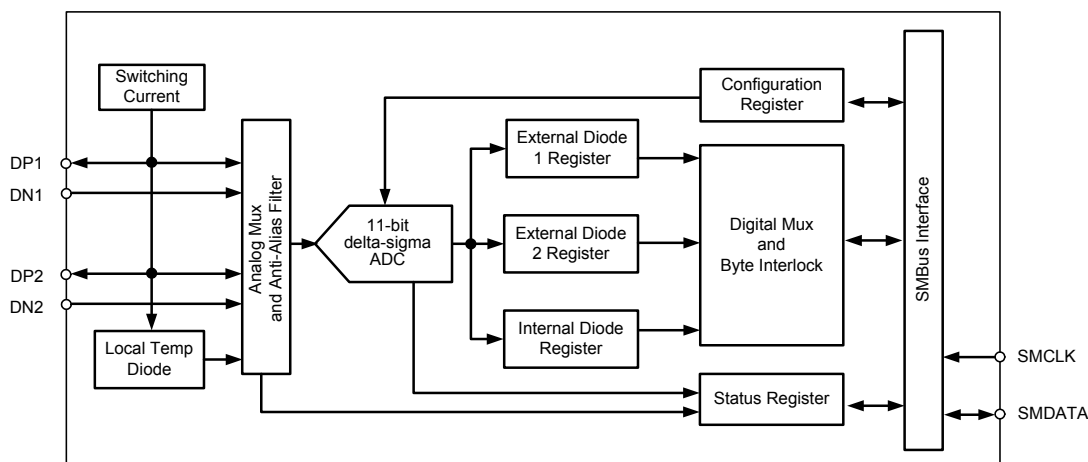 Switching
Current
DP1
DN1
DP2
DN2
Local Temp
Diode
Analog Mux
and Anti-Alias Filter
11-bit
delta-sigma
ADC
External Diode
1 Register
External Diode
2 Register
Internal Diode
Register
Configuration
Register
Digital Mux
and
Byte Interlock
Status Register
SMBus Interface
SMCLK
SMDATA